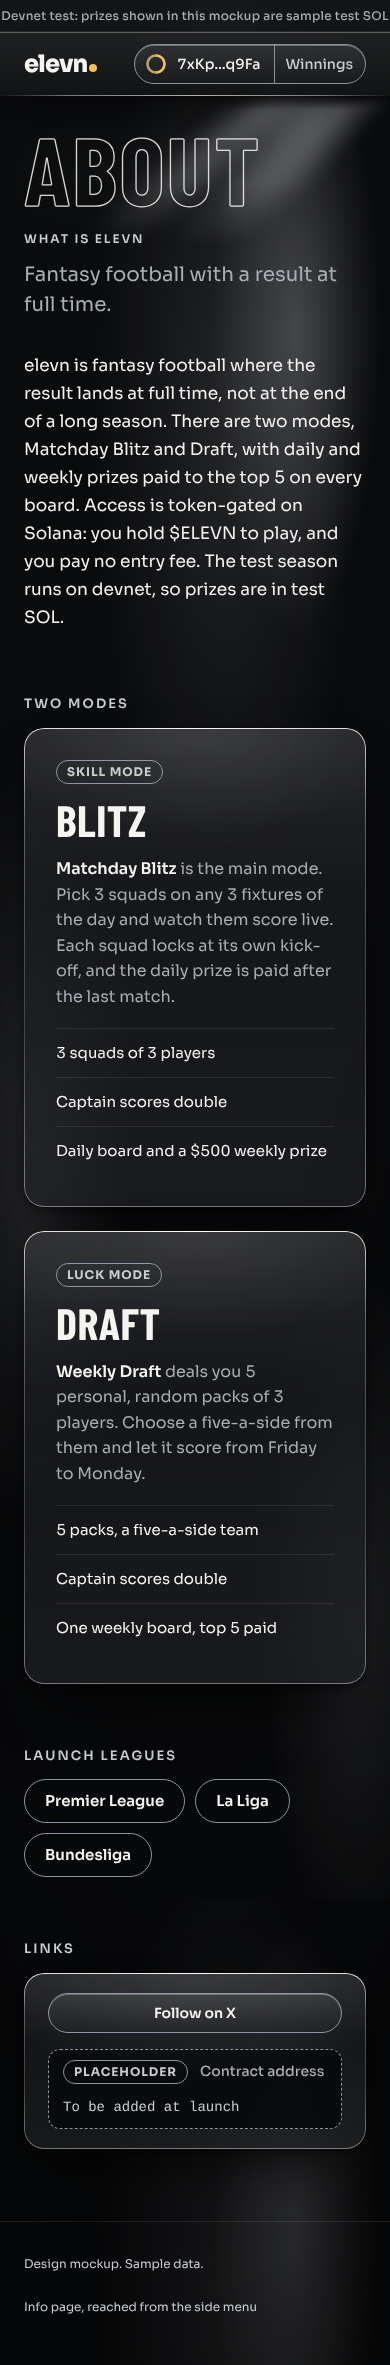 Devnet test: prizes shown in this mockup are sample test SOL
elevn.
7xKp...q9Fa
Winnings
ABOUT
WHAT IS ELEVN
Fantasy football with a result at
full time.
elevn is fantasy football where the
result lands at full time, not at the end
of a long season. There are two modes,
Matchday Blitz and Draft, with daily and
weekly prizes paid to the top 5 on every
board. Access is token-gated on
Solana: you hold $ELEVN to play, and
you pay no entry fee. The test season
runs on devnet, so prizes are in test
SOL.
TWO MODES
SKILL MODE
BLITZ
Matchday Blitz is the main mode.
Pick 3 squads on any 3 fixtures of
the day and watch them score live.
Each squad locks at its own kick-
off, and the daily prize is paid after
the last match.
3 squads of 3 players
Captain scores double
Daily board and a $500 weekly prize
LUCK MODE
DRAFT
Weekly Draft deals you 5
personal, random packs of 3
players. Choose a five-a-side from
them and let it score from Friday
to Monday.
5 packs, a five-a-side team
Captain scores double
One weekly board, top 5 paid
LAUNCH LEAGUES
Premier League
La Liga
Bundesliga
LINKS
Follow on X
PLACEHOLDER
Contract address
To be added at launch
Design mockup. Sample data.
Info page, reached from the side menu